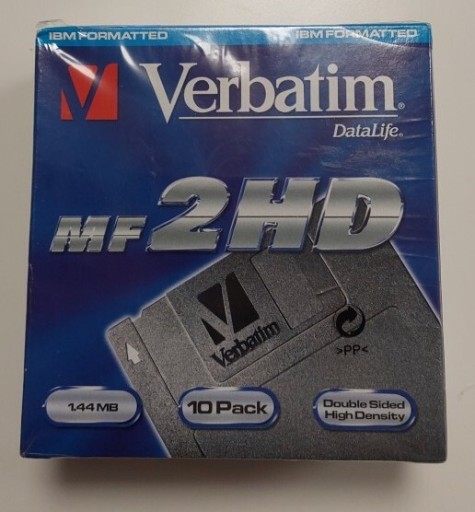 IBM FORMATTED IBM FORMATTED
Verbatim®
DataLife®
MF 2HD
Verbatim
>PP<
1.44 MB
10 Pack
Double Sided
High Density